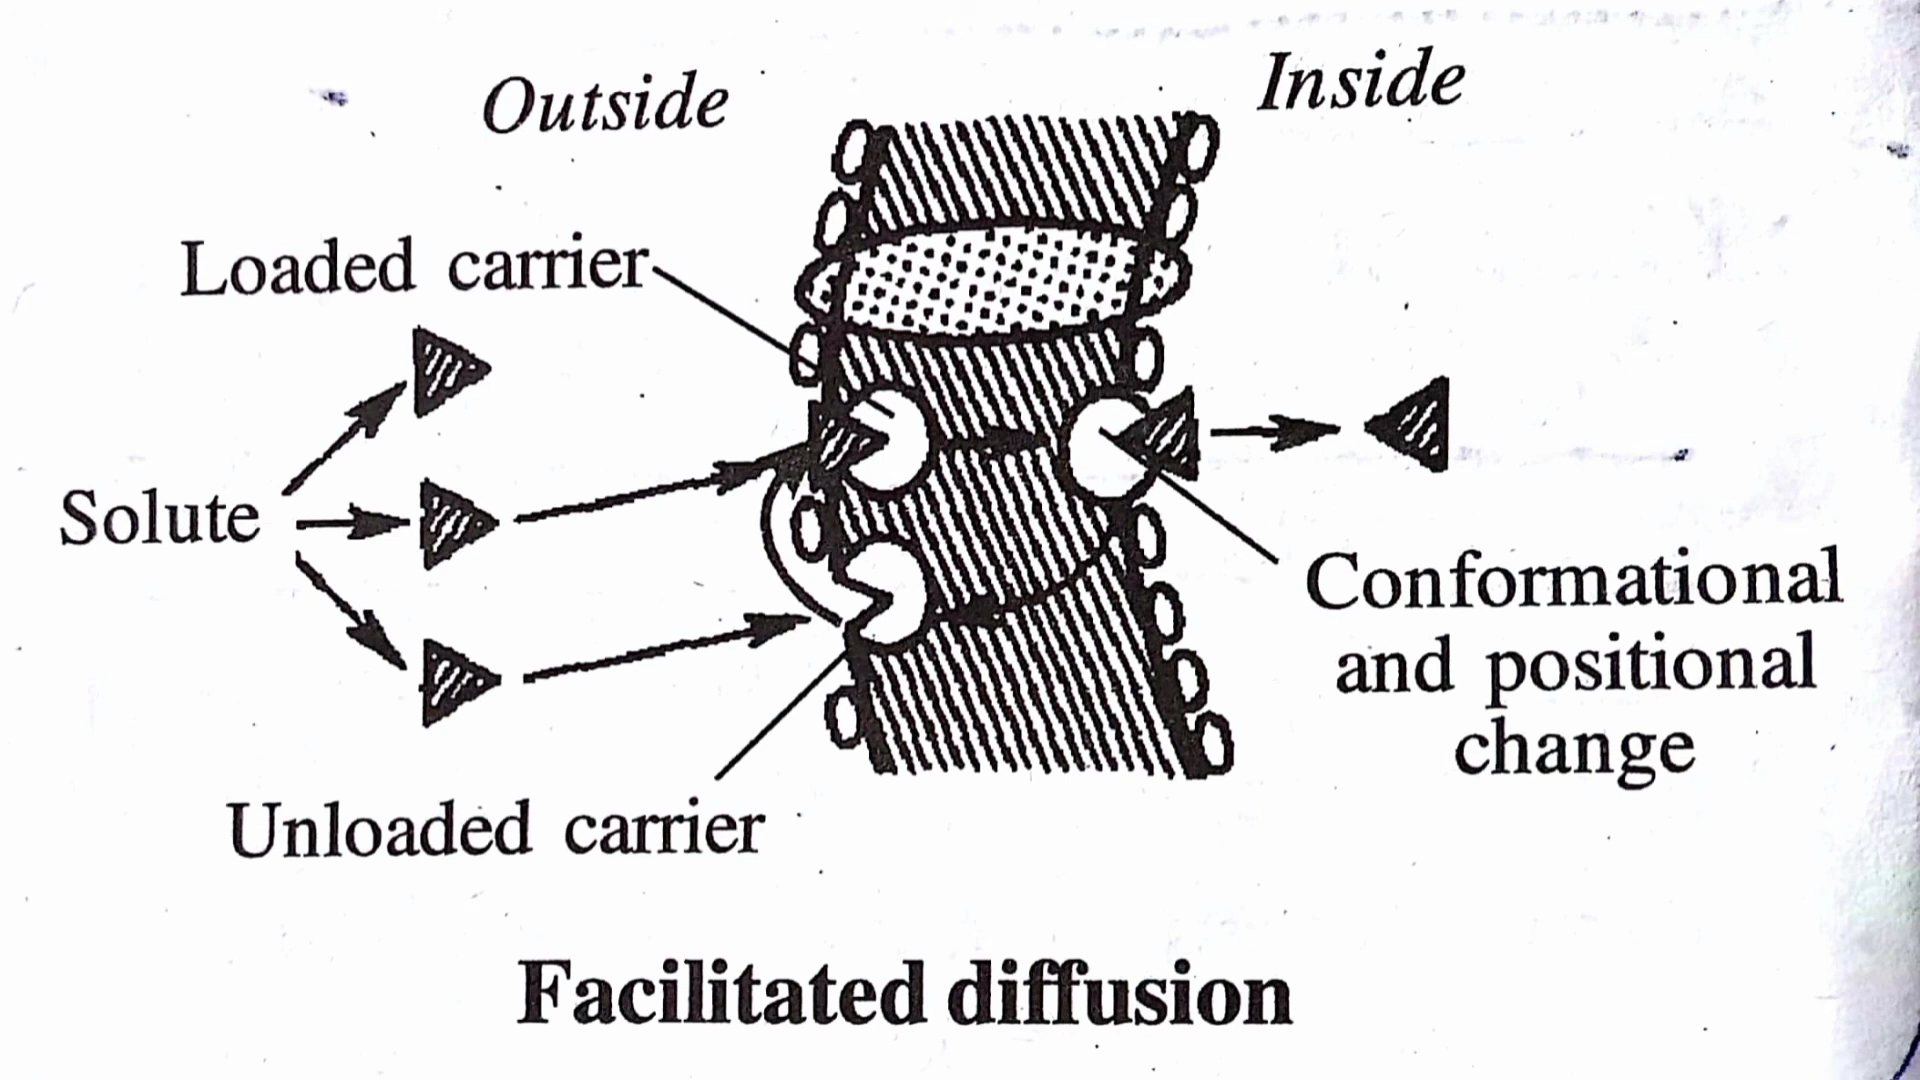 Outside
Inside
Loaded carrier
Solute
Conformational
and positional
change
Unloaded carrier
Facilitated diffusion